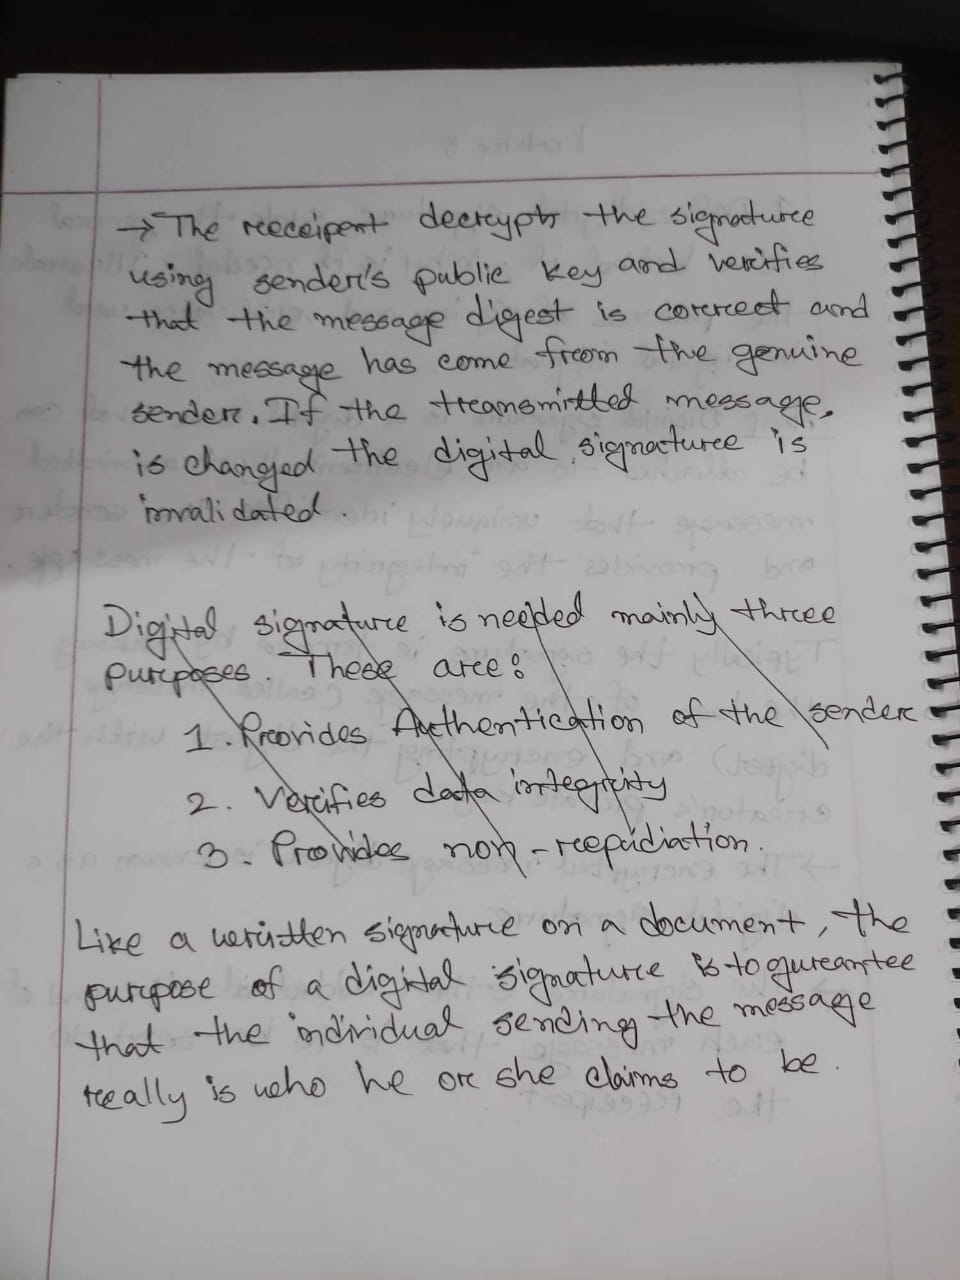 → The receipent decrypts the signature
using sender's public key and verifies
that the message digest is correct and
the message has come from the genuine
sender. If the transmitted message,
is changed the digital signature is
invalidated.
Digital signature is needed mainly three
purposes. These are:
1. Provides Authentication of the sender
2. Verifies data integrity
3. Provides non-repudiation.
Like a written signature on a document, the
purpose of a digital signature is to gureantee
that the individual sending the message
really is who he or she claims to be.